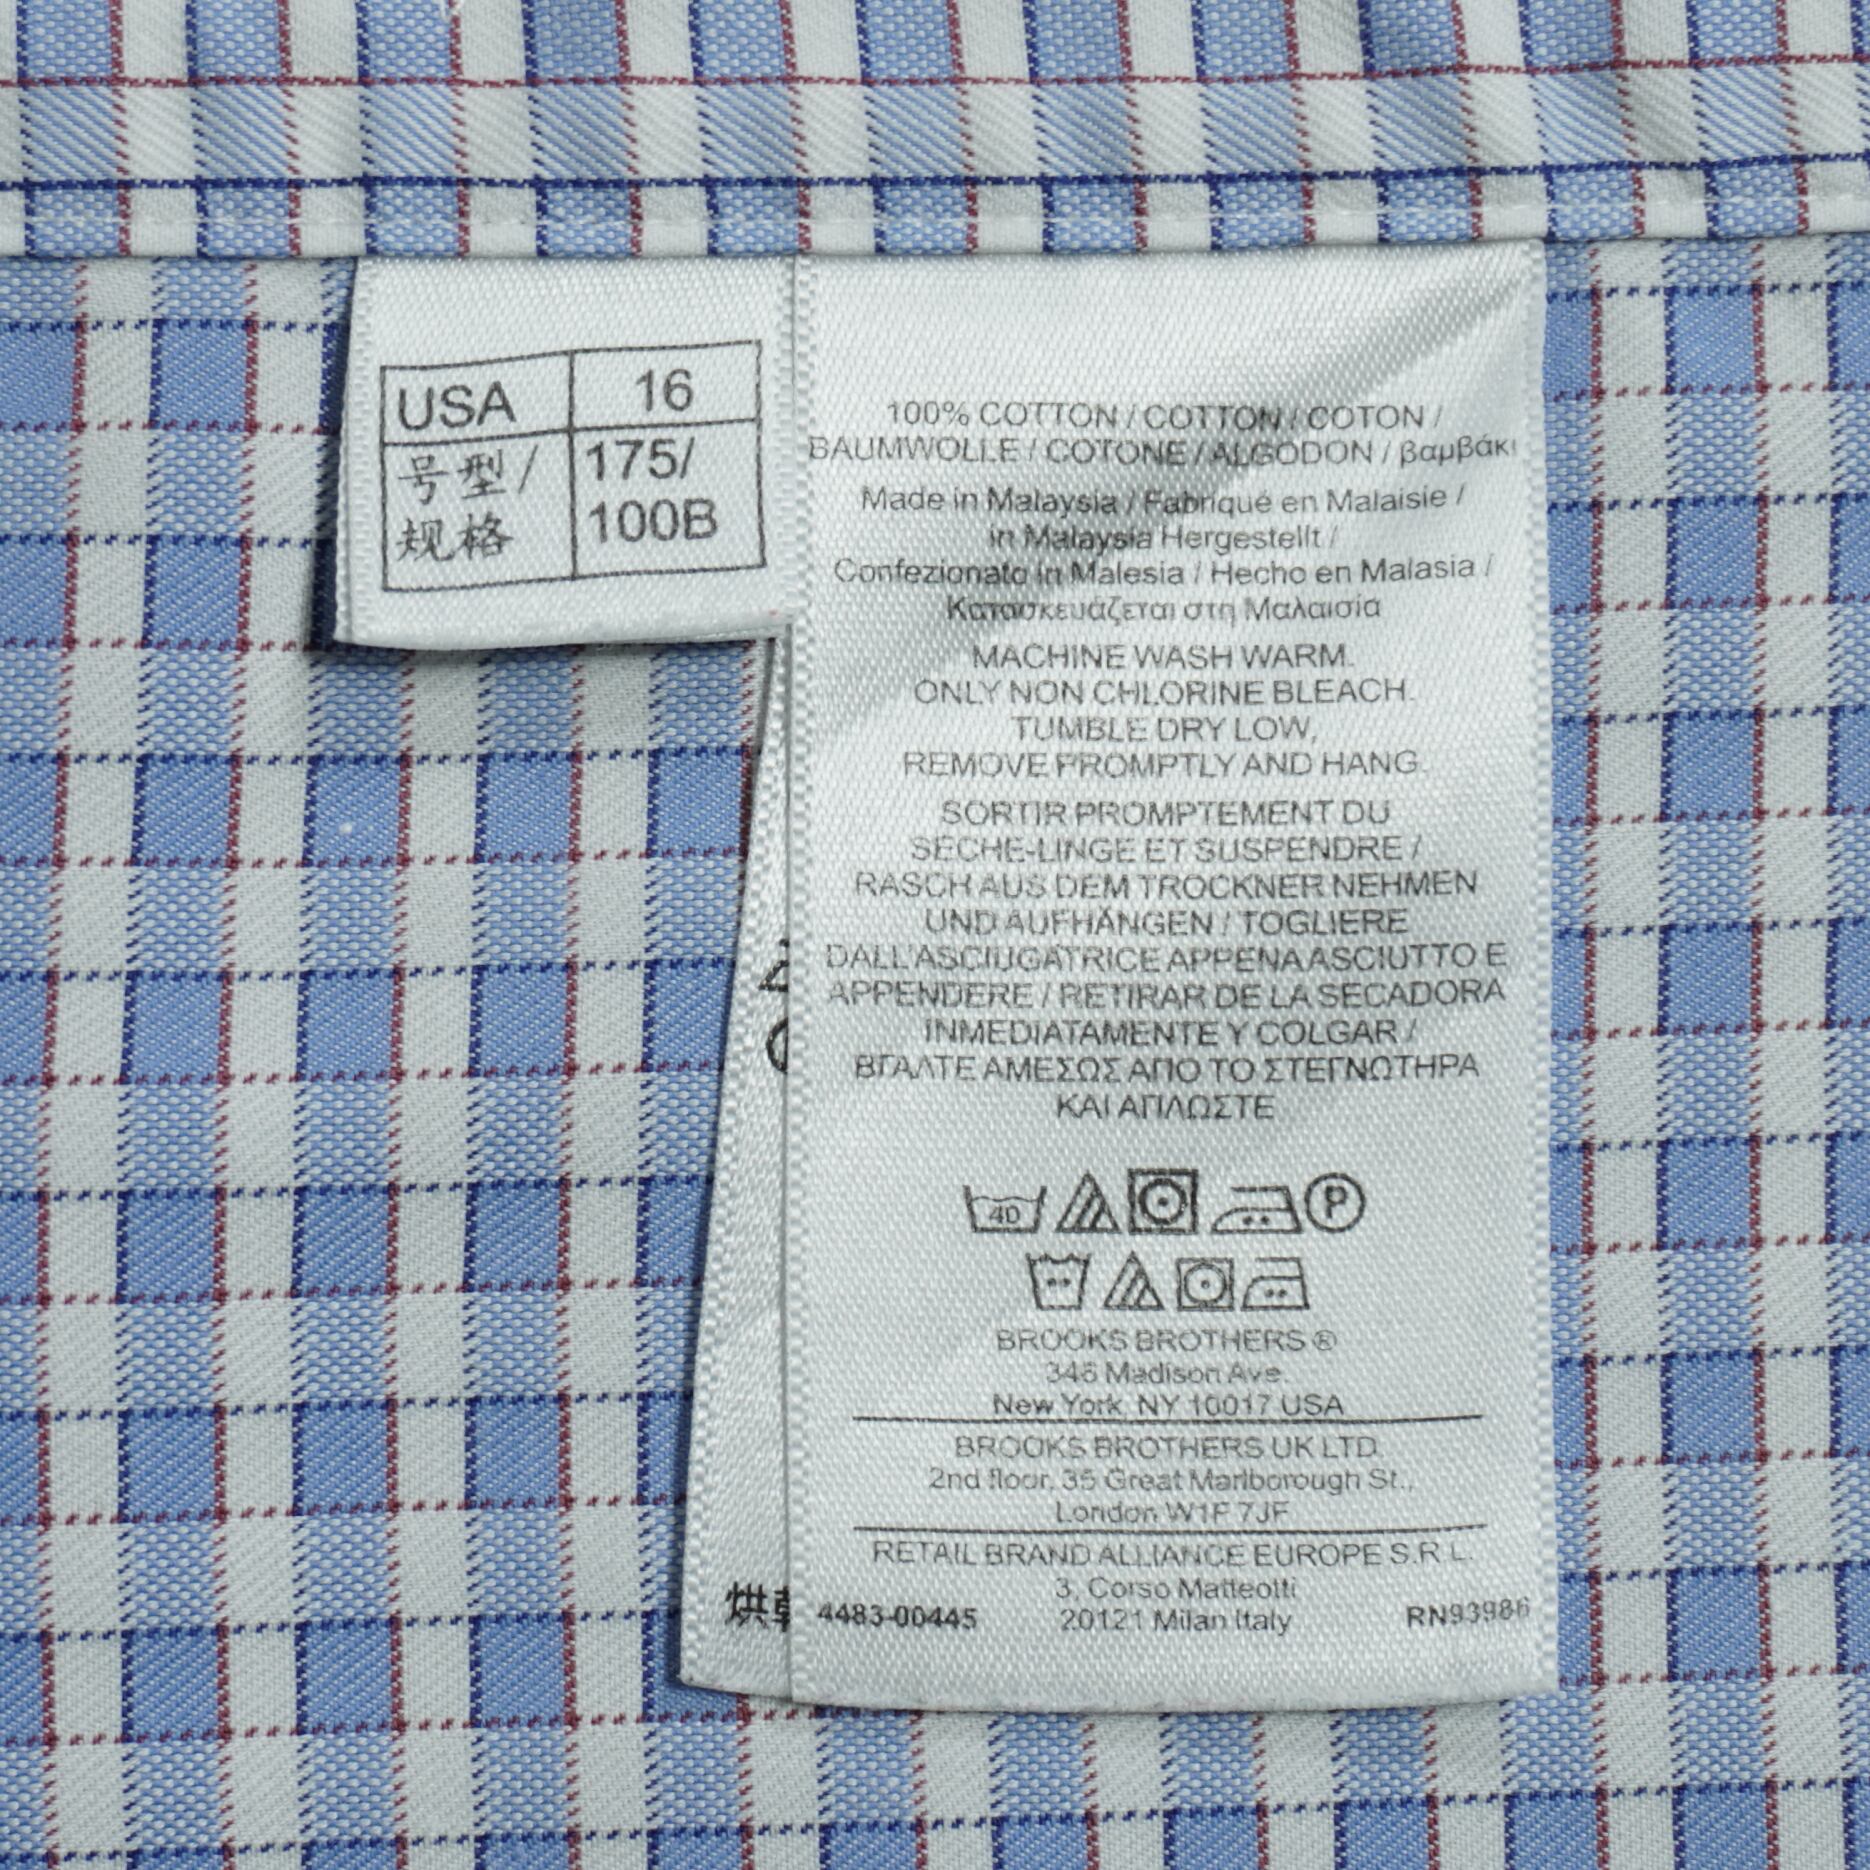 USA 16
号型/ 175/
规格 100B
100% COTTON / COTTON / COTON /
BAUMWOLLE / COTONE / ALGODON / βαμβάκι
Made in Malaysia / Fabriqué en Malaisie /
in Malaysia Hergestellt /
Confezionato in Malesia / Hecho en Malasia /
Κατασκευάζεται στη Μαλαισία
MACHINE WASH WARM.
ONLY NON CHLORINE BLEACH.
TUMBLE DRY LOW,
REMOVE PROMPTLY AND HANG.
SORTIR PROMPTEMENT DU
SECHE-LINGE ET SUSPENDRE /
RASCH AUS DEM TROCKNER NEHMEN
UND AUFHÄNGEN / TOGLIERE
DALL'ASCIUGATRICE APPENA ASCIUTTO E
APPENDERE / RETIRAR DE LA SECADORA
INMEDIATAMENTE Y COLGAR /
ΒΓΑΛΤΕ ΑΜΕΣΩΣ ΑΠΟ ΤΟ ΣΤΕΓΝΩΤΗΡΑ
ΚΑΙ ΑΠΛΩΣΤΕ
40 P
BROOKS BROTHERS ®
346 Madison Ave.
New York, NY 10017 USA
BROOKS BROTHERS UK LTD.
2nd floor, 35 Great Marlborough St.,
London W1F 7JF
RETAIL BRAND ALLIANCE EUROPE S.R.L.
3, Corso Matteotti
烘 4483-00445 20121 Milan Italy RN93986